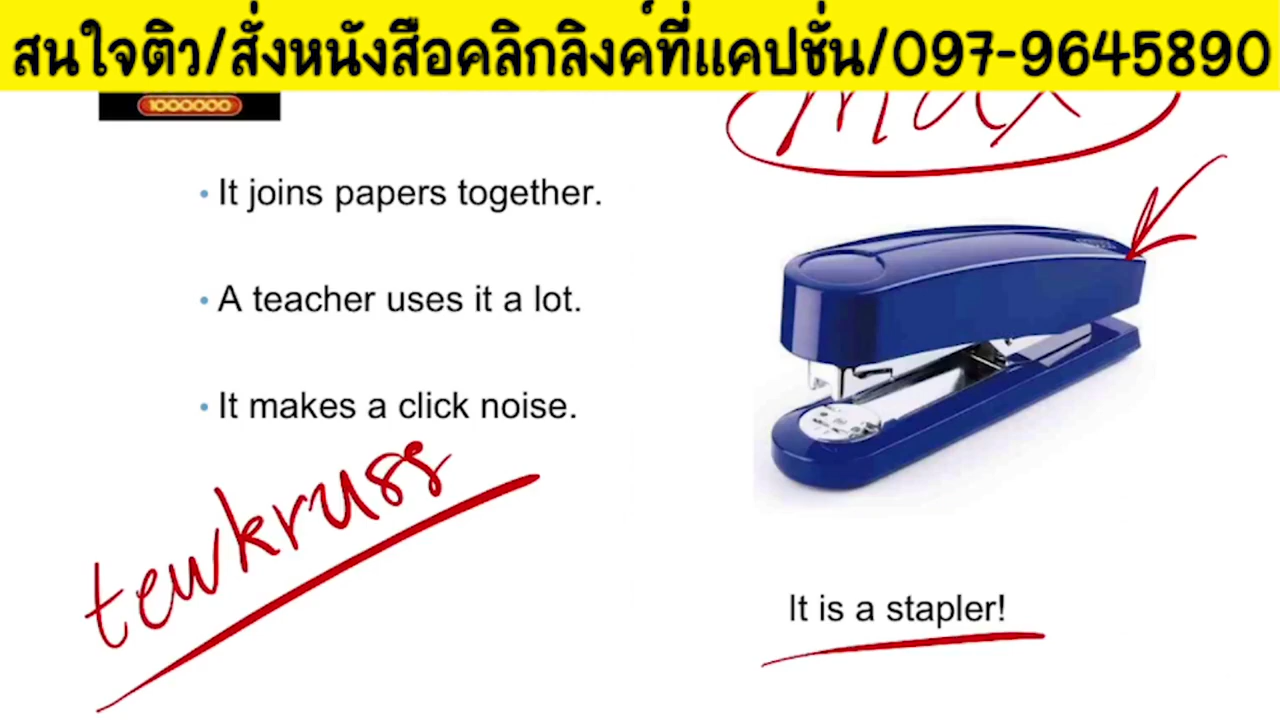 สนใจติว/สั่งหนังสือคลิกลิงค์ที่แคปชั่น/097-9645890
1000000
max
• It joins papers together.
• A teacher uses it a lot.
• It makes a click noise.
tewkruss
It is a stapler!